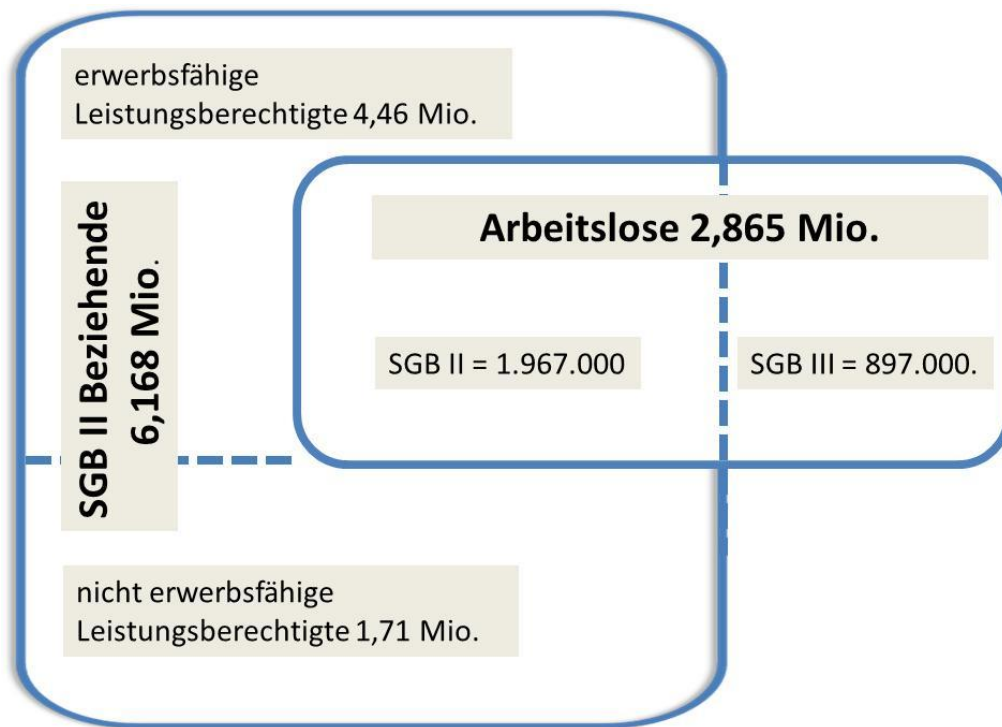 erwerbsfähige
Leistungsberechtigte 4,46 Mio.
SGB II Beziehende
6,168 Mio.
Arbeitslose 2,865 Mio.
SGB II = 1.967.000
SGB III = 897.000.
nicht erwerbsfähige
Leistungsberechtigte 1,71 Mio.